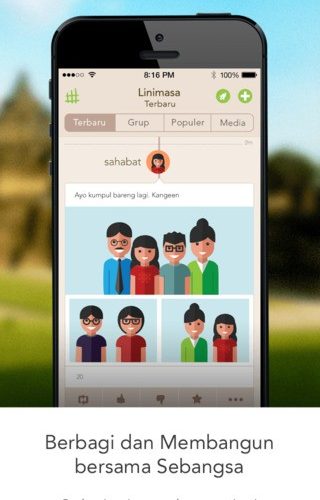 8:16 PM
100%
Linimasa
Terbaru
Terbaru
Grup
Populer
Media
sahabat
Ayo kumpul bareng lagi. Kangeen
20
Berbagi dan Membangun
bersama Sebangsa